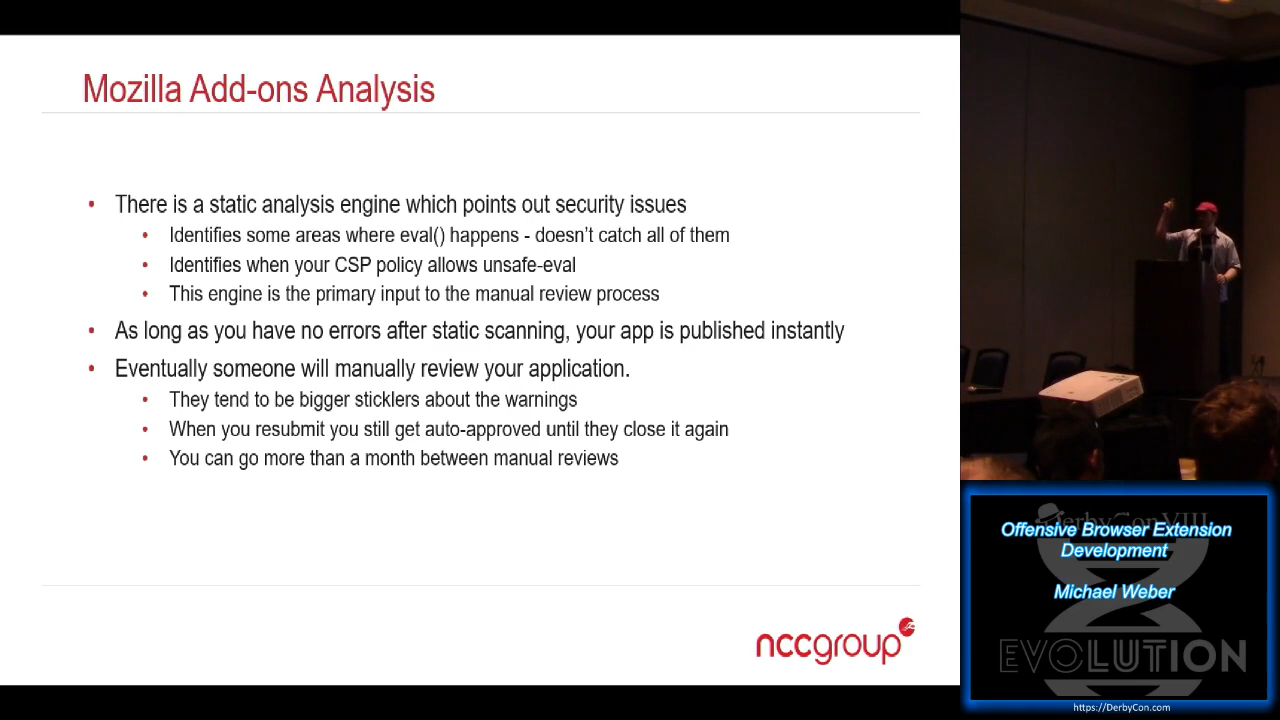 Mozilla Add-ons Analysis
• There is a static analysis engine which points out security issues
• Identifies some areas where eval() happens - doesn't catch all of them
• Identifies when your CSP policy allows unsafe-eval
• This engine is the primary input to the manual review process
• As long as you have no errors after static scanning, your app is published instantly
• Eventually someone will manually review your application.
• They tend to be bigger sticklers about the warnings
• When you resubmit you still get auto-approved until they close it again
• You can go more than a month between manual reviews
nccgroup
DerbyCon VIII
Offensive Browser Extension
Development
Michael Weber
EVOLUTION
https://DerbyCon.com